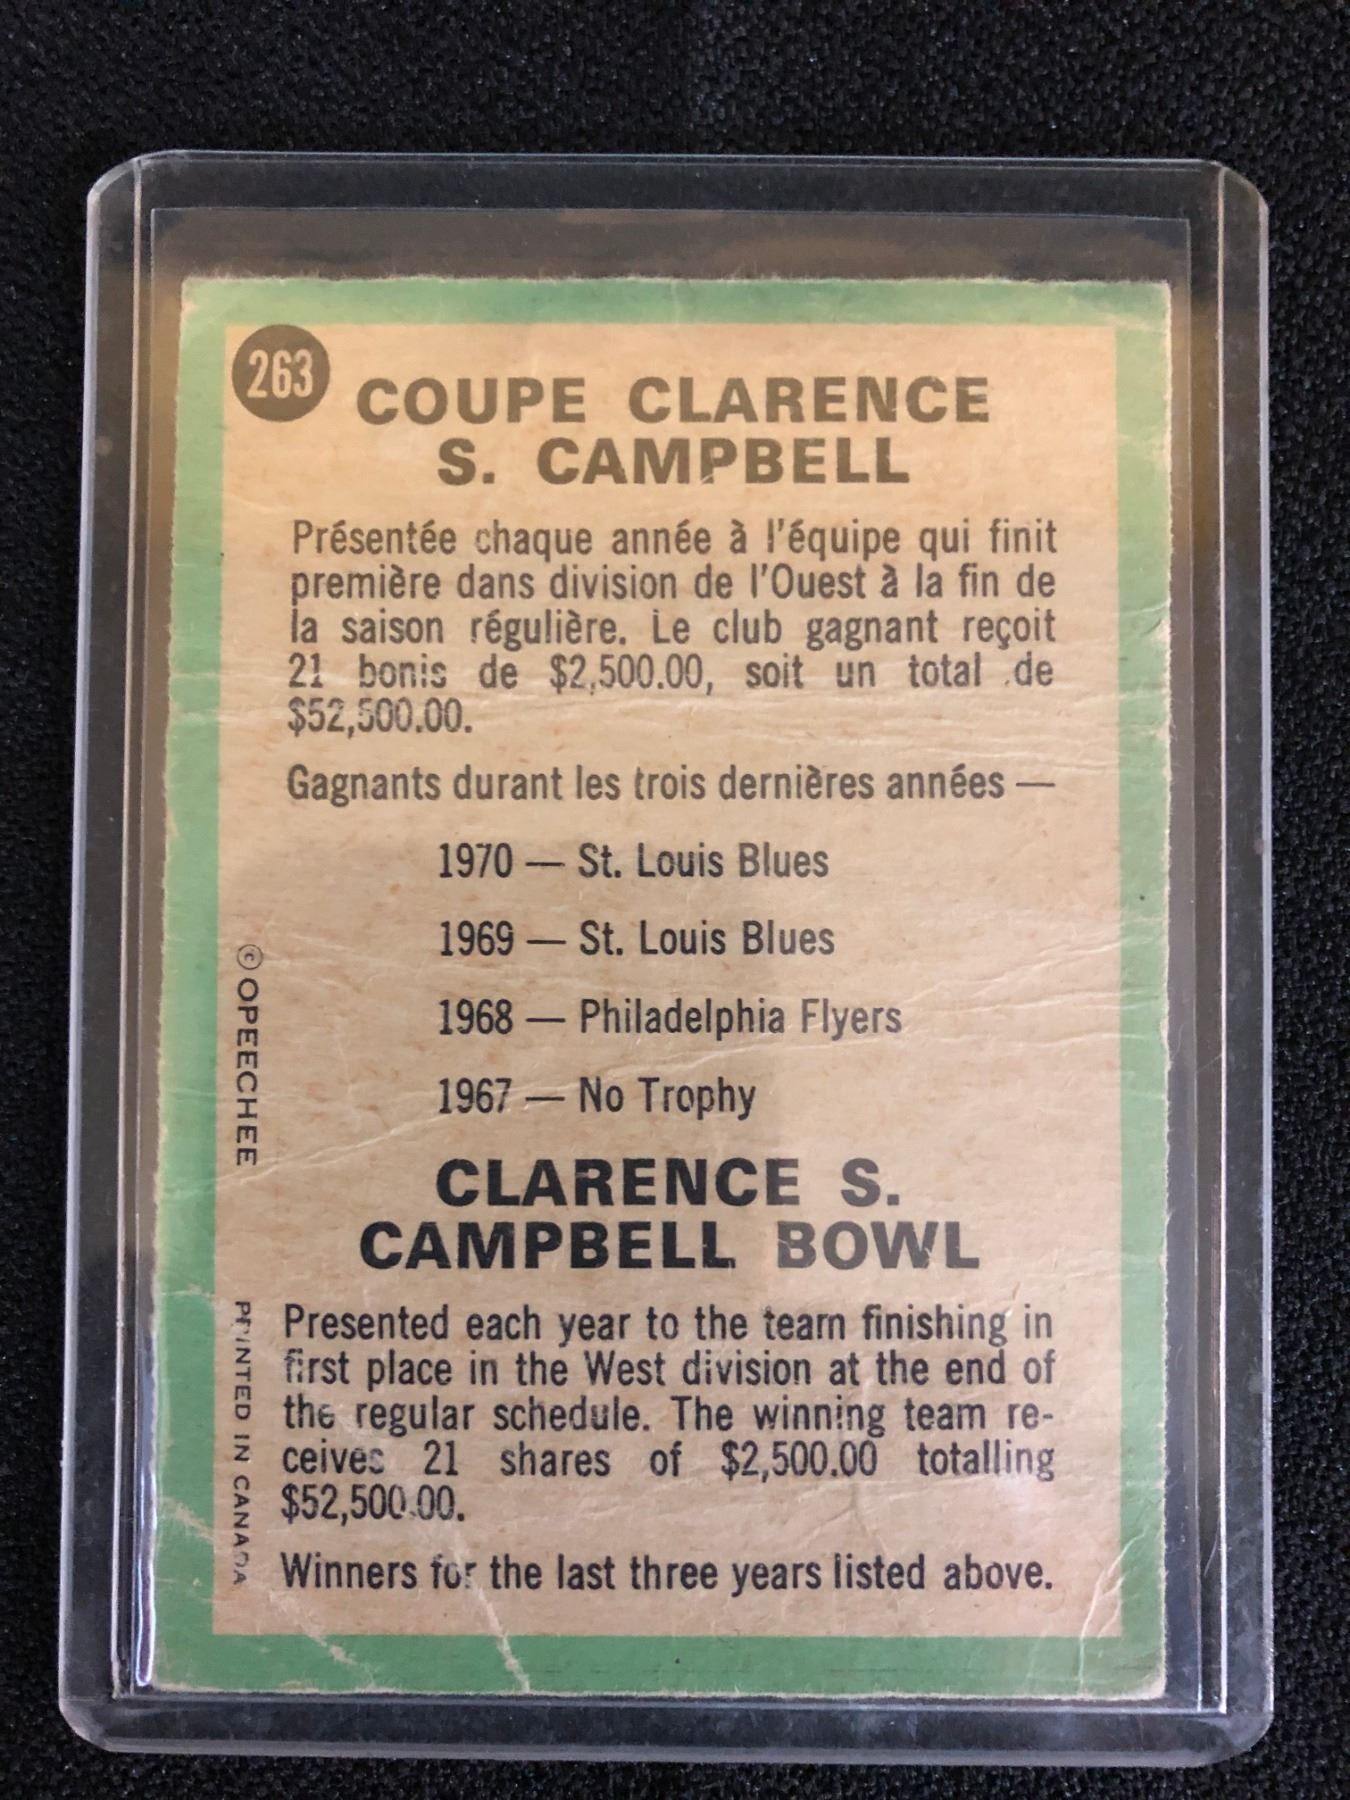 263
COUPE CLARENCE
S. CAMPBELL
Présentée chaque année à l'équipe qui finit
première dans division de l'Ouest à la fin de
la saison régulière. Le club gagnant reçoit
21 bonis de $2,500.00, soit un total de
$52,500.00.
Gagnants durant les trois dernières années —
1970 — St. Louis Blues
1969 — St. Louis Blues
1968 — Philadelphia Flyers
1967 — No Trophy
CLARENCE S.
CAMPBELL BOWL
Presented each year to the team finishing in
first place in the West division at the end of
the regular schedule. The winning team re-
ceives 21 shares of $2,500.00 totalling
$52,500.00.
Winners for the last three years listed above.
© OPEECHEE
PRINTED IN CANADA